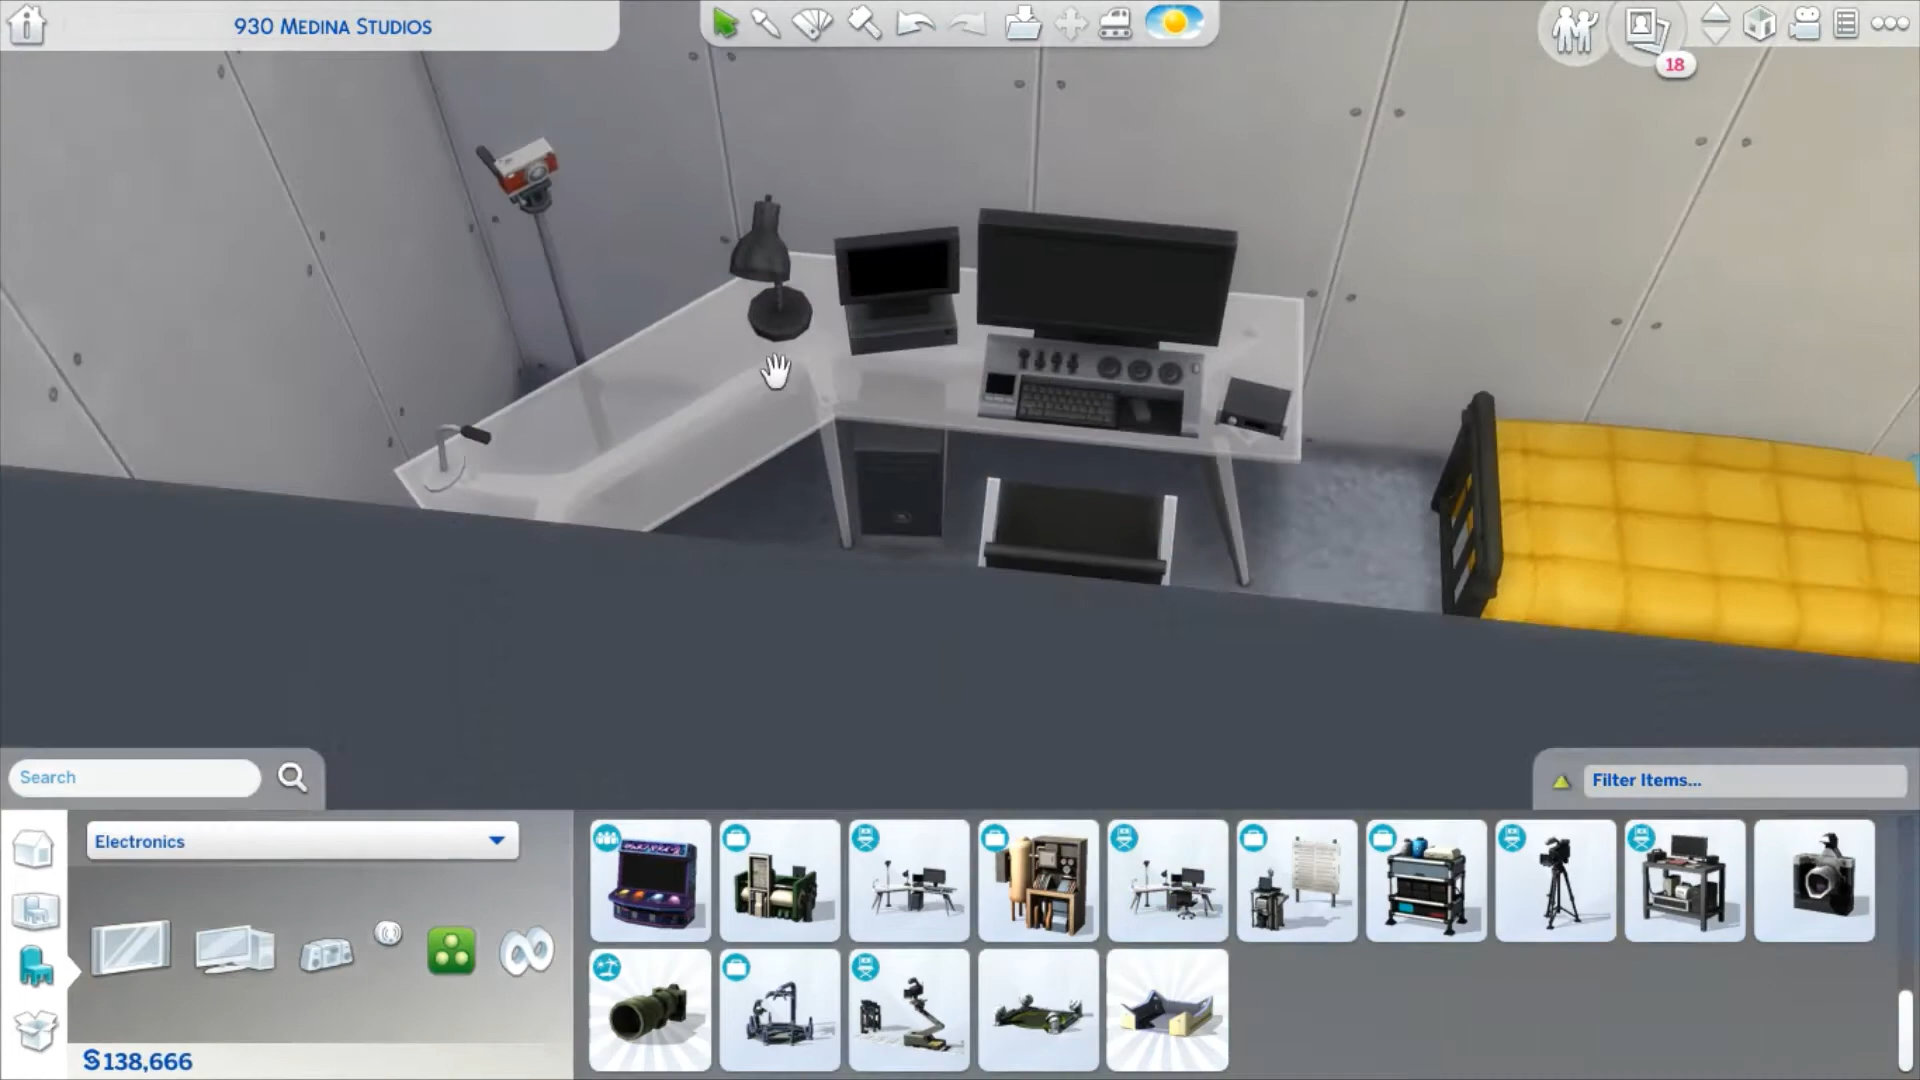 930 MEDINA STUDIOS
18
Search
Filter Items...
Electronics
§138,666